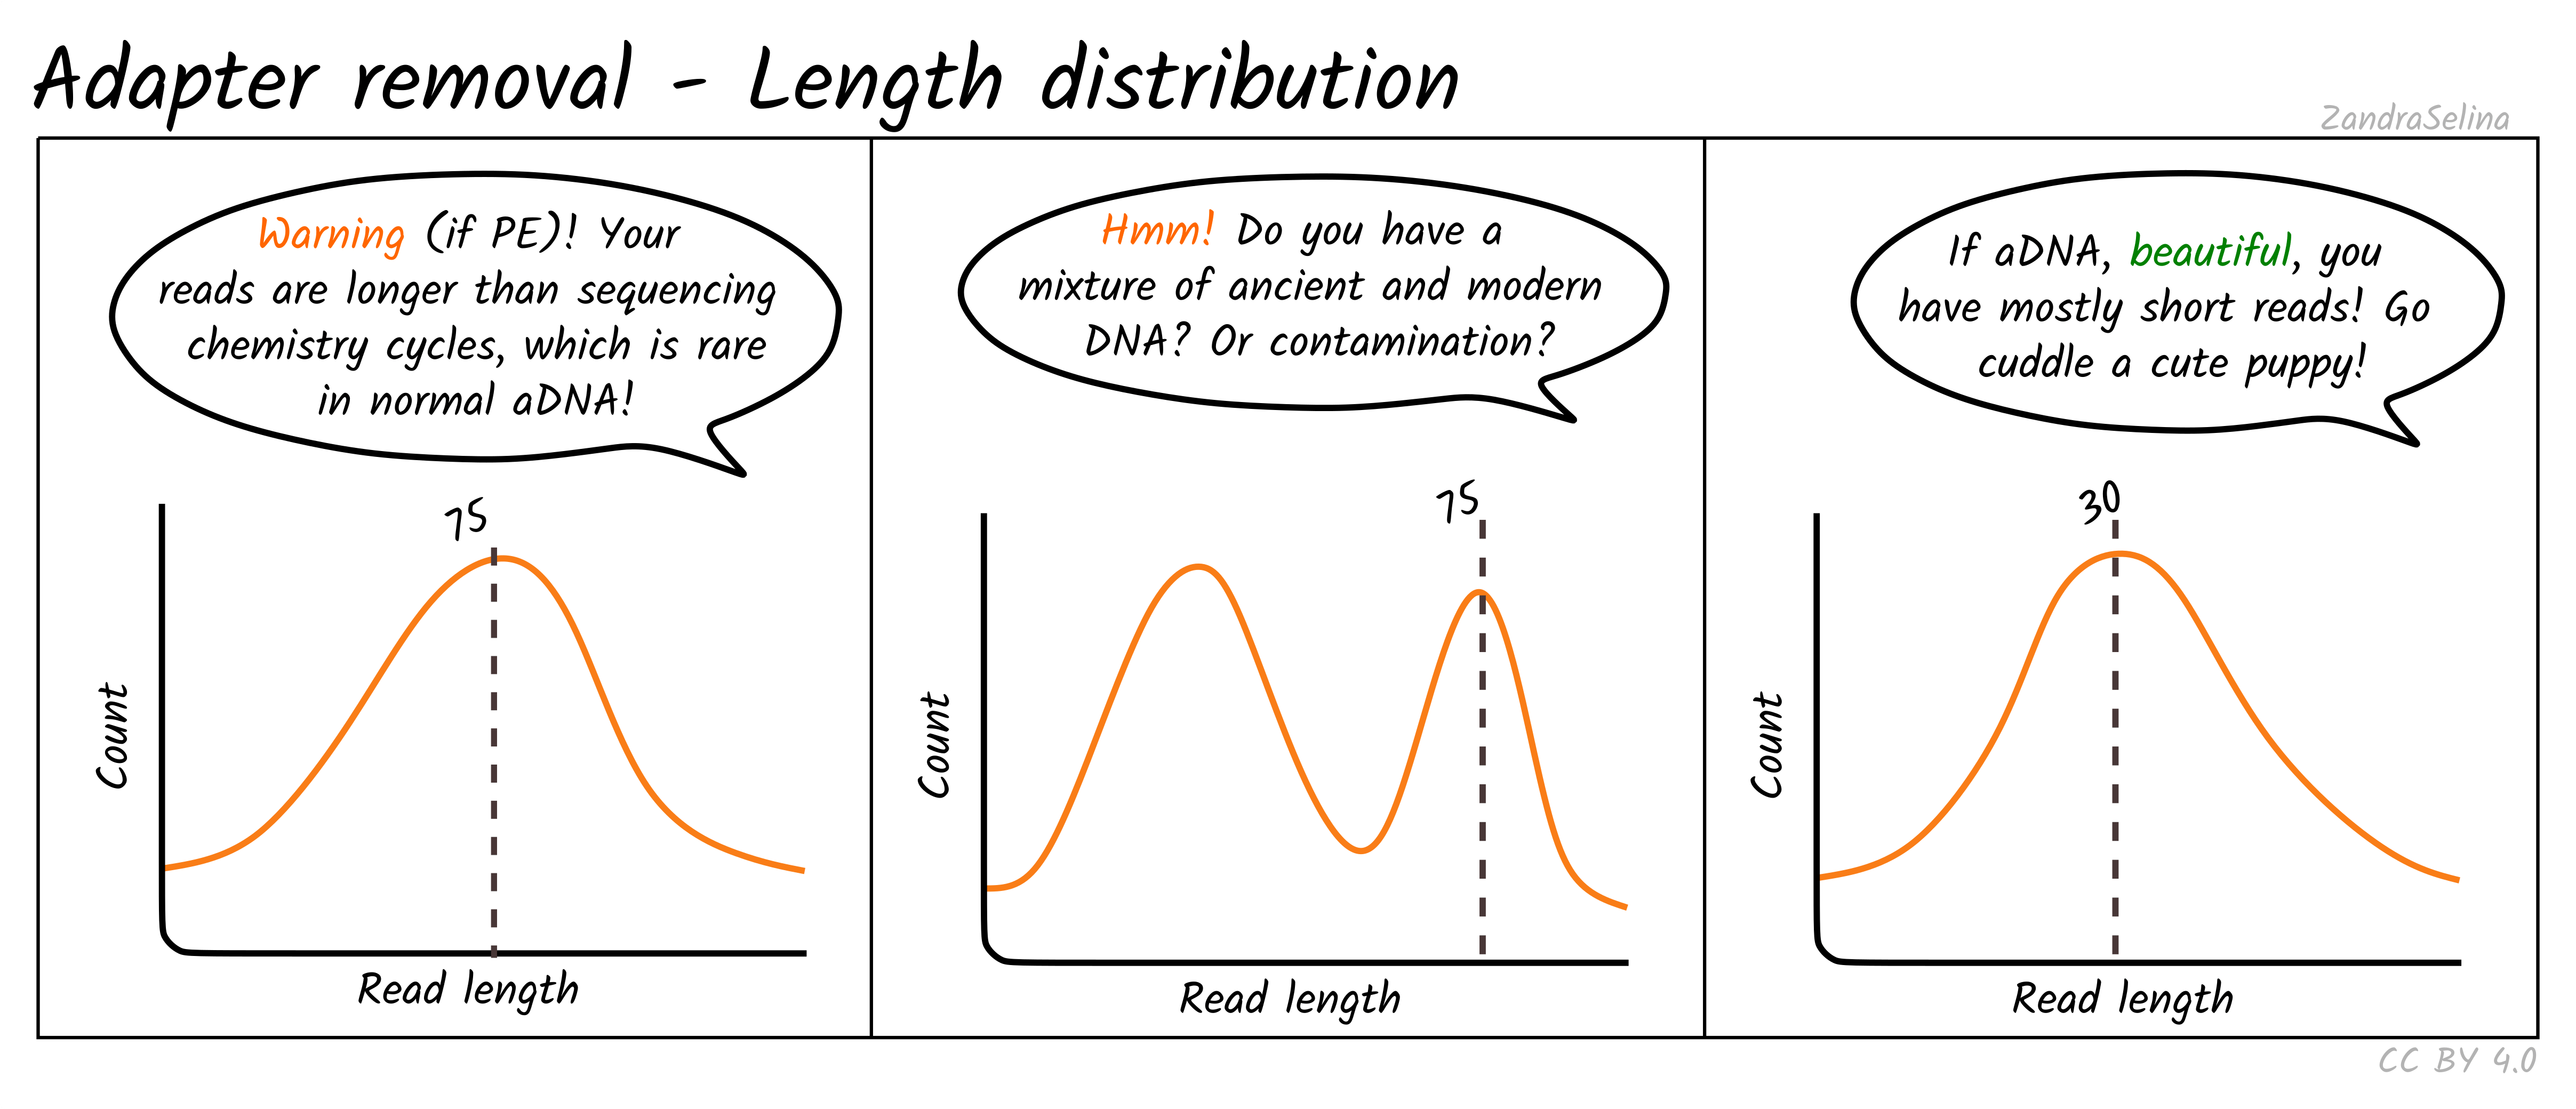 Adapter removal - Length distribution
ZandraSelina
Warning (if PE)! Your
reads are longer than sequencing
chemistry cycles, which is rare
in normal aDNA!
75
Count
Read length
Hmm! Do you have a
mixture of ancient and modern
DNA? Or contamination?
75
Count
Read length
If aDNA, beautiful, you
have mostly short reads! Go
cuddle a cute puppy!
30
Count
Read length
CC BY 4.0